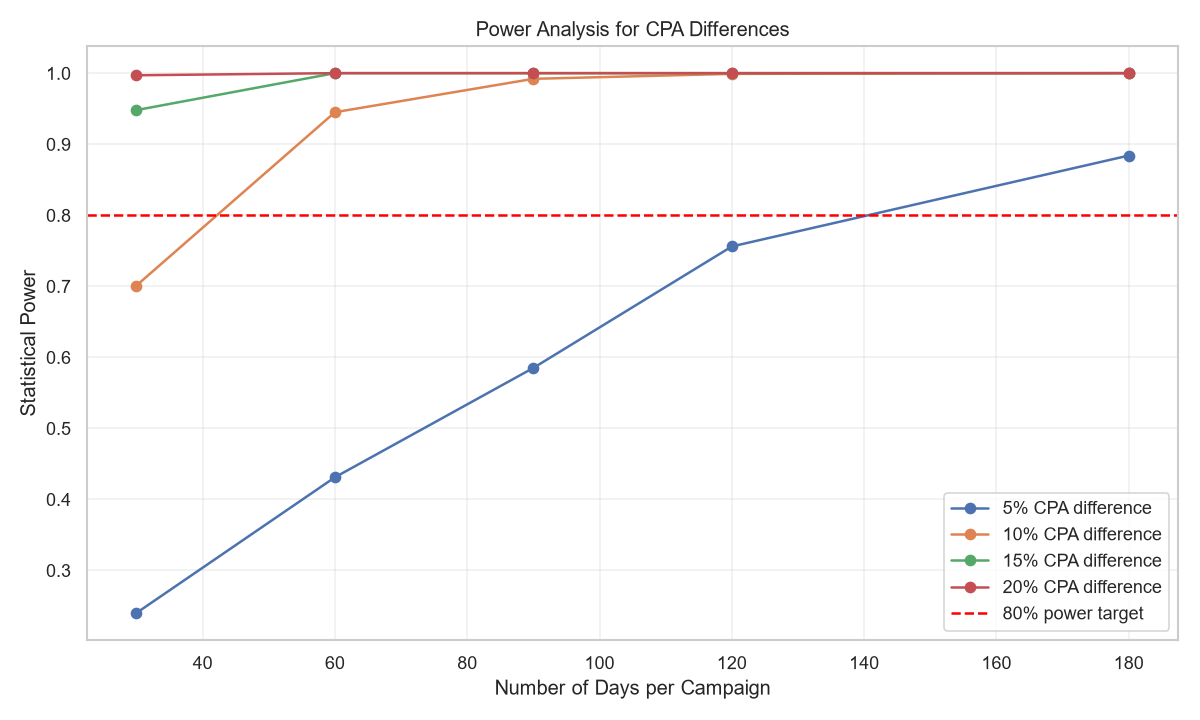 Power Analysis for CPA Differences
Statistical Power
1.0
0.9
0.8
0.7
0.6
0.5
0.4
0.3
40 60 80 100 120 140 160 180
Number of Days per Campaign
5% CPA difference
10% CPA difference
15% CPA difference
20% CPA difference
80% power target